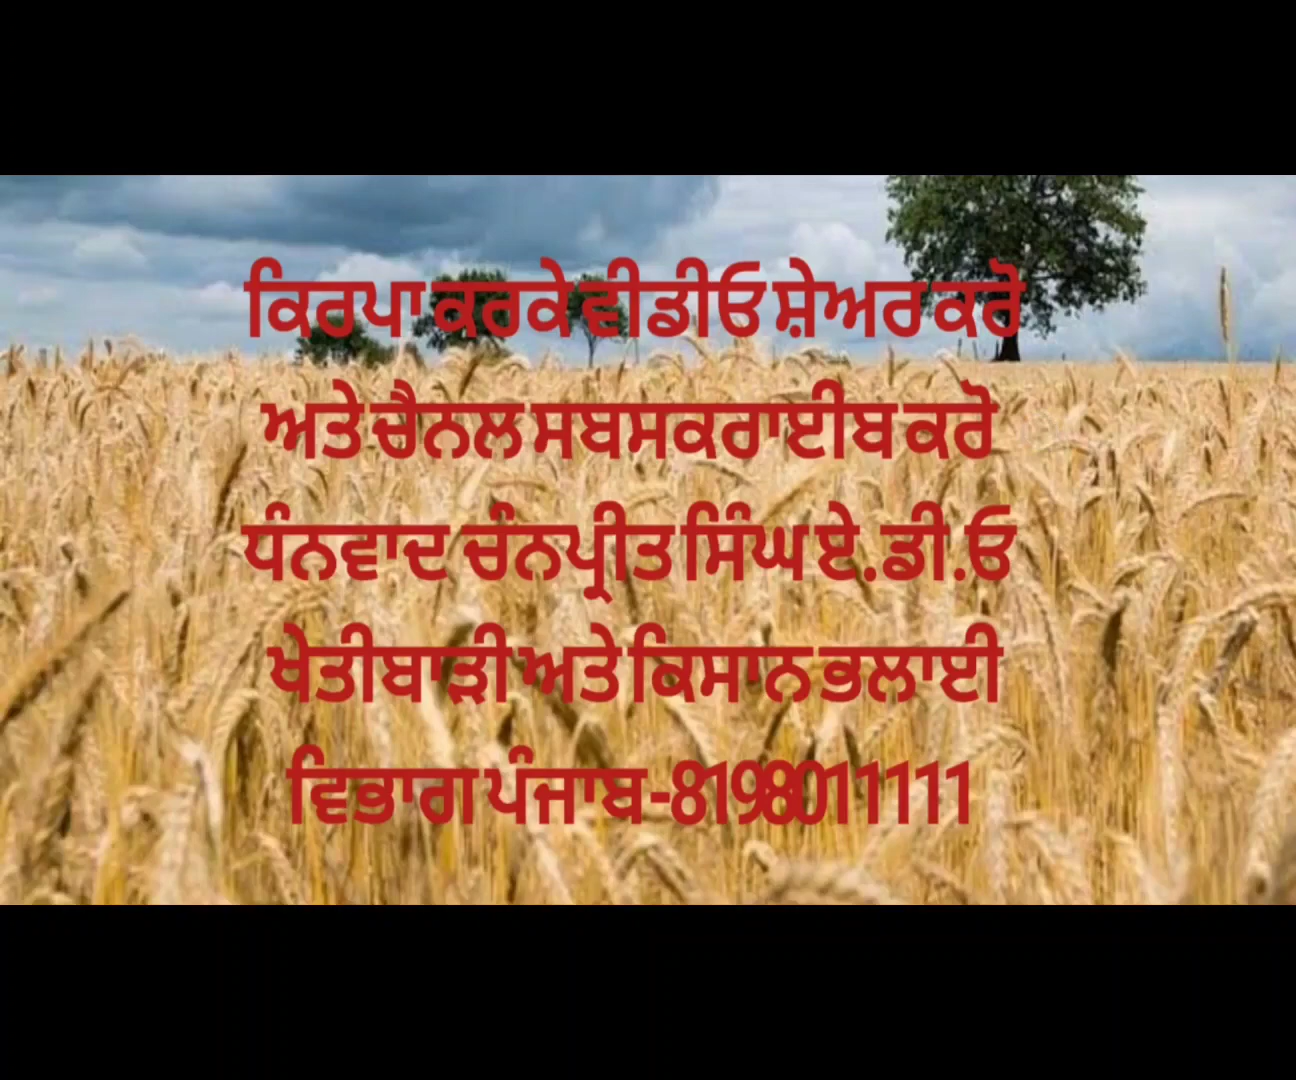 ਕਿਰਪਾ ਕਰਕੇ ਵੀਡੀਓ ਸ਼ੇਅਰ ਕਰੋ
ਅਤੇ ਚੈਨਲ ਸਬਸਕਰਾਈਬ ਕਰੋ
ਧੰਨਵਾਦ ਚੰਨਪ੍ਰੀਤ ਸਿੰਘ ਏ.ਡੀ.ਓ
ਖੇਤੀਬਾੜੀ ਅਤੇ ਕਿਸਾਨ ਭਲਾਈ
ਵਿਭਾਗ ਪੰਜਾਬ-8198011111